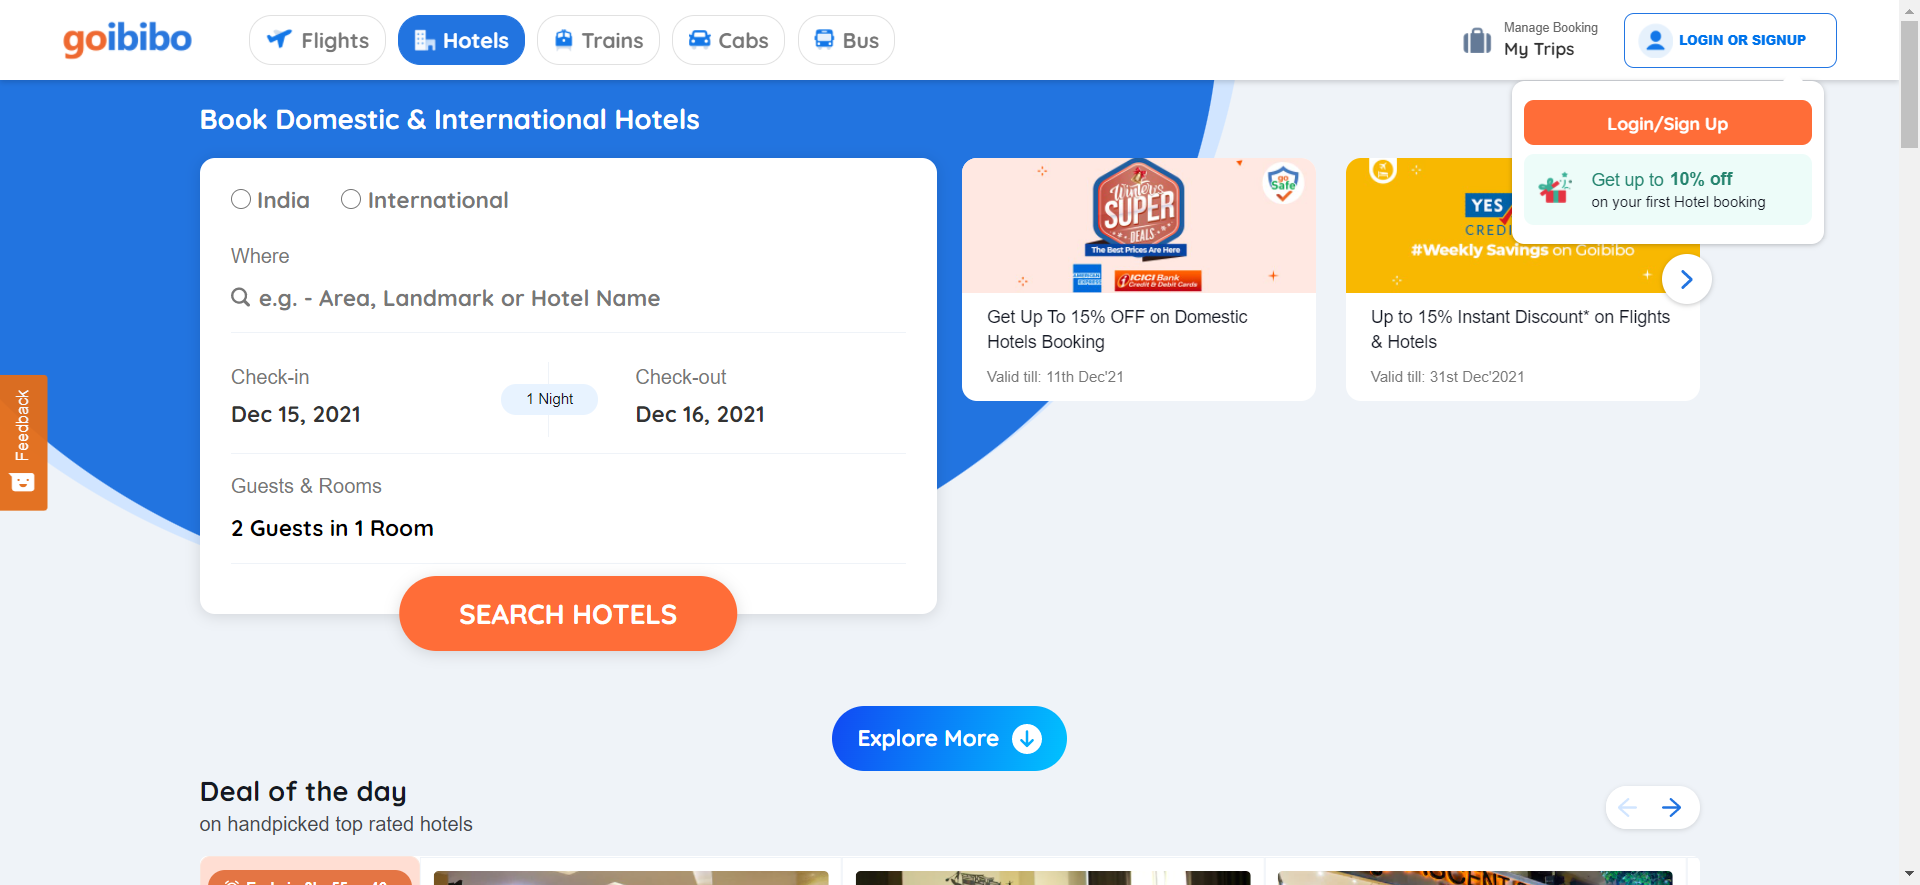 goibibo
Flights
Hotels
Trains
Cabs
Bus
Manage Booking
My Trips
LOGIN OR SIGNUP
Login/Sign Up
Get up to 10% off
on your first Hotel booking
Book Domestic & International Hotels
India
International
Where
e.g. - Area, Landmark or Hotel Name
Check-in
Dec 15, 2021
1 Night
Check-out
Dec 16, 2021
Guests & Rooms
2 Guests in 1 Room
SEARCH HOTELS
Winter
SUPER
DEALS
The Best Prices Are Here
AMERICAN
EXPRESS
ICICI Bank
Credit & Debit Cards
go
Safe
Get Up To 15% OFF on Domestic
Hotels Booking
Valid till: 11th Dec'21
YES
CREDI
#Weekly Savings on Goibibo
Up to 15% Instant Discount* on Flights
& Hotels
Valid till: 31st Dec'2021
Feedback
Explore More
Deal of the day
on handpicked top rated hotels